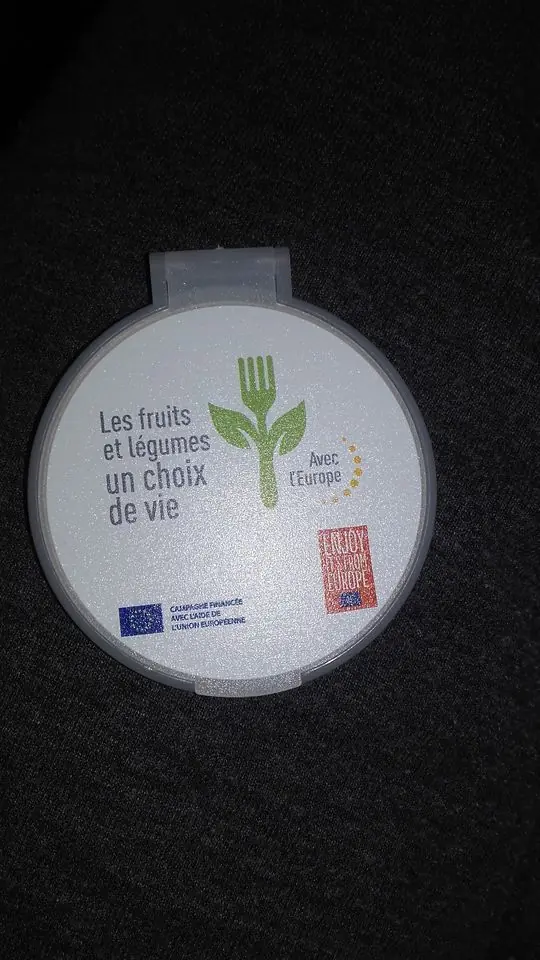 Les fruits
et légumes
un choix
de vie
Avec
l'Europe
ENJOY
IT'S FROM
EUROPE
CAMPAGNE FINANCÉE
AVEC L'AIDE DE
L'UNION EUROPÉENNE